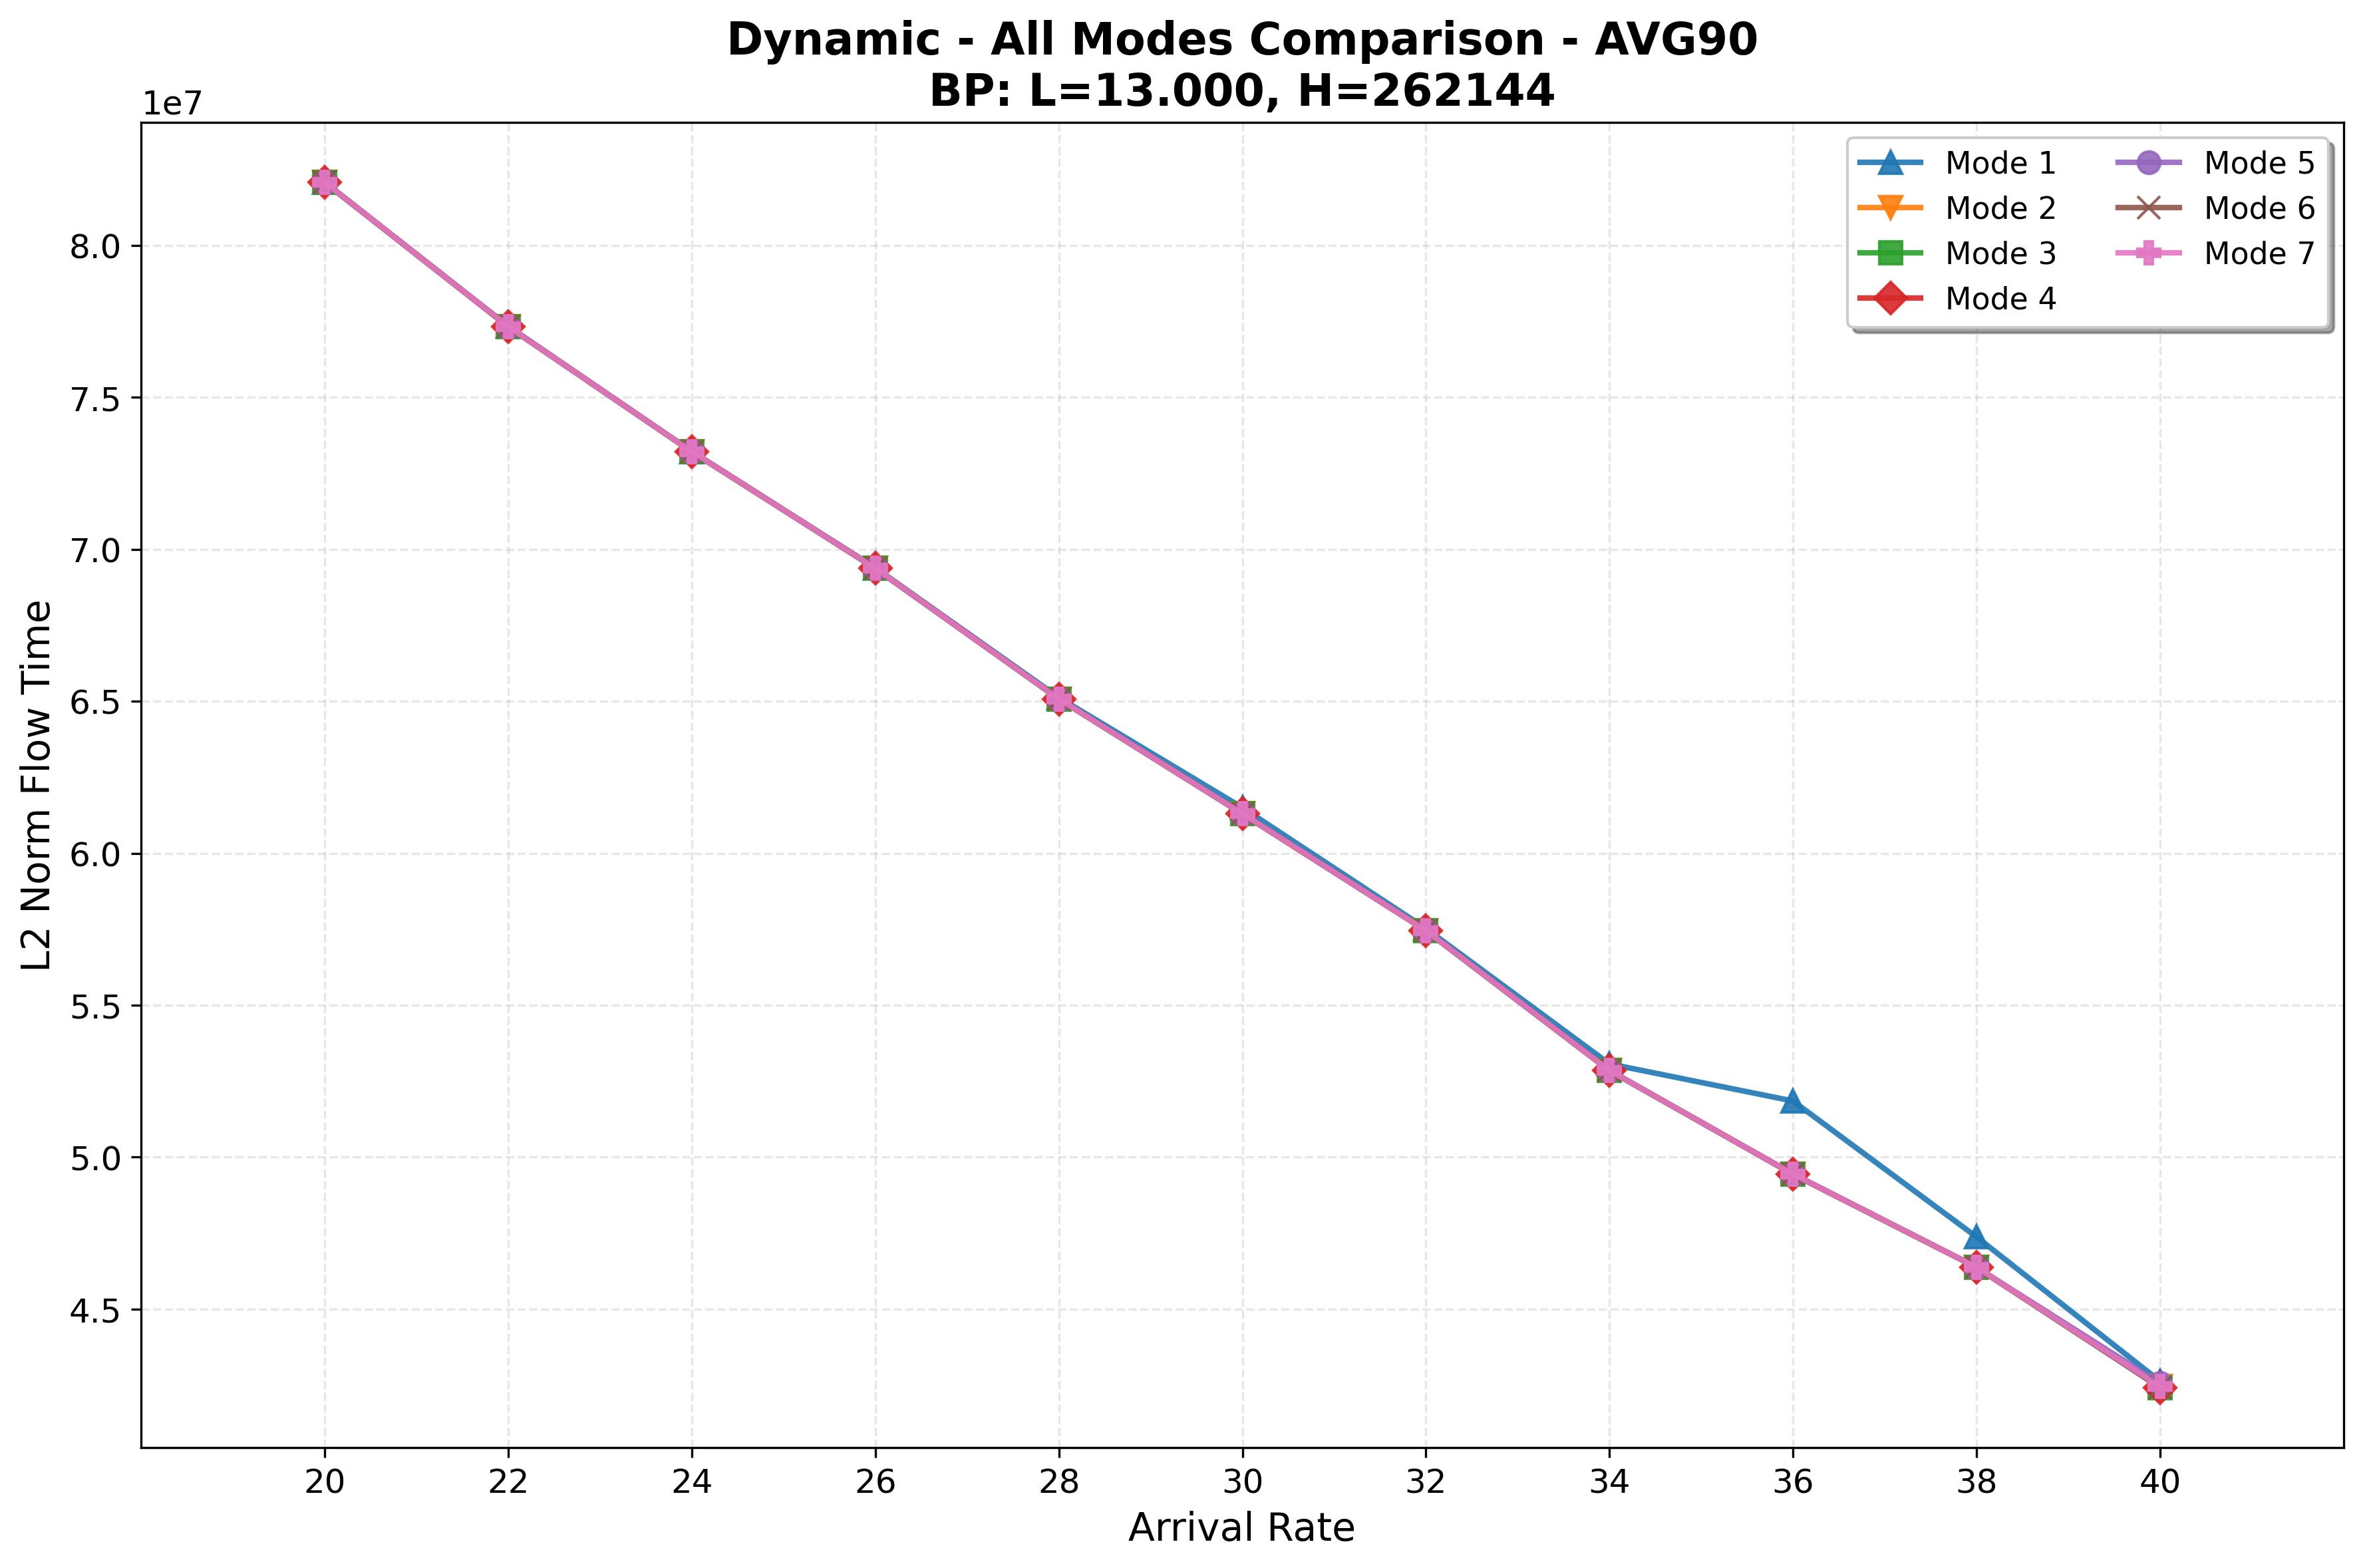 Dynamic - All Modes Comparison - AVG90
BP: L=13.000, H=262144
1e7
8.0
7.5
7.0
6.5
6.0
5.5
5.0
4.5
L2 Norm Flow Time
Mode 1
Mode 2
Mode 3
Mode 4
Mode 5
Mode 6
Mode 7
20 22 24 26 28 30 32 34 36 38 40
Arrival Rate